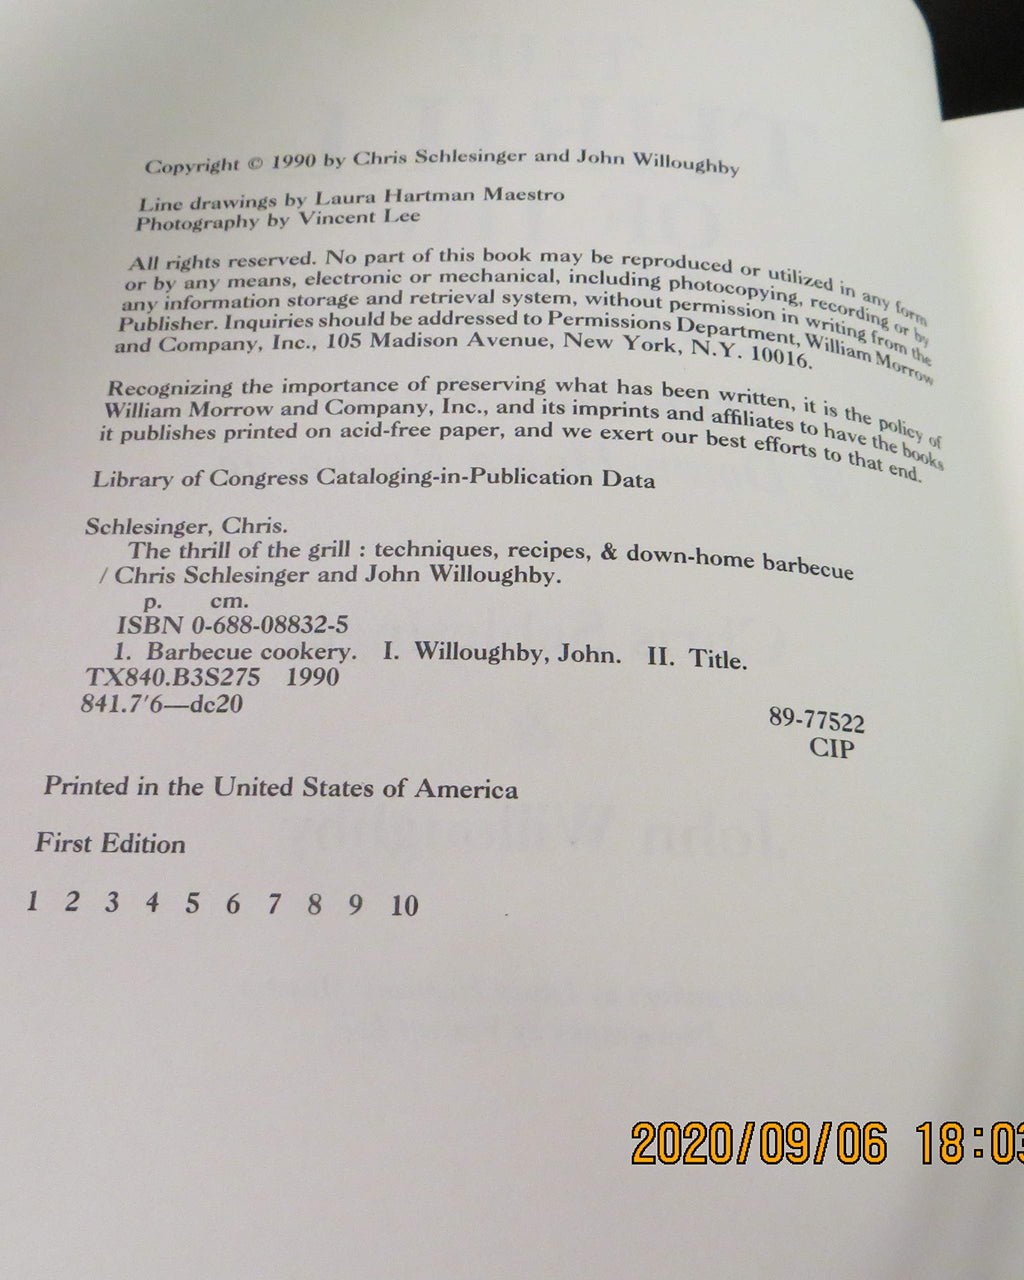 Copyright © 1990 by Chris Schlesinger and John Willoughby
Line drawings by Laura Hartman Maestro
Photography by Vincent Lee
All rights reserved. No part of this book may be reproduced or utilized in any form
or by any means, electronic or mechanical, including photocopying, recording or by
any information storage and retrieval system, without permission in writing from the
Publisher. Inquiries should be addressed to Permissions Department, William Morrow
and Company, Inc., 105 Madison Avenue, New York, N.Y. 10016.
Recognizing the importance of preserving what has been written, it is the policy of
William Morrow and Company, Inc., and its imprints and affiliates to have the books
it publishes printed on acid-free paper, and we exert our best efforts to that end.
Library of Congress Cataloging-in-Publication Data
Schlesinger, Chris.
The thrill of the grill : techniques, recipes, & down-home barbecue
/ Chris Schlesinger and John Willoughby.
p. cm.
ISBN 0-688-08832-5
1. Barbecue cookery. I. Willoughby, John. II. Title.
TX840.B3S275 1990
841.7'6—dc20
89-77522
CIP
Printed in the United States of America
First Edition
1 2 3 4 5 6 7 8 9 10
2020/09/06 18:03